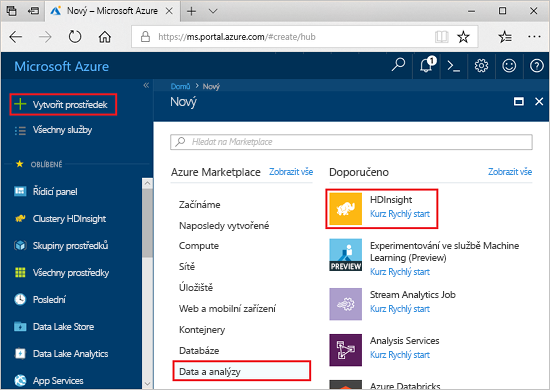 Nový – Microsoft Azure
https://ms.portal.azure.com/#create/hub
Microsoft Azure
1
Vytvořit prostředek
Všechny služby
OBLÍBENÉ
Řídicí panel
Clustery HDInsight
Skupiny prostředků
Všechny prostředky
Poslední
Data Lake Store
Data Lake Analytics
App Services
Domů > Nový
Nový
Hledat na Marketplace
Azure Marketplace Zobrazit vše
Začínáme
Naposledy vytvořené
Compute
Sítě
Úložiště
Web a mobilní zařízení
Kontejnery
Databáze
Data a analýzy
Doporučeno Zobrazit vše
HDInsight
Kurz Rychlý start
PREVIEW
Experimentování ve službě Machine
Learning (Preview)
Kurz Rychlý start
Stream Analytics Job
Kurz Rychlý start
Analysis Services
Kurz Rychlý start
Azure Databricks